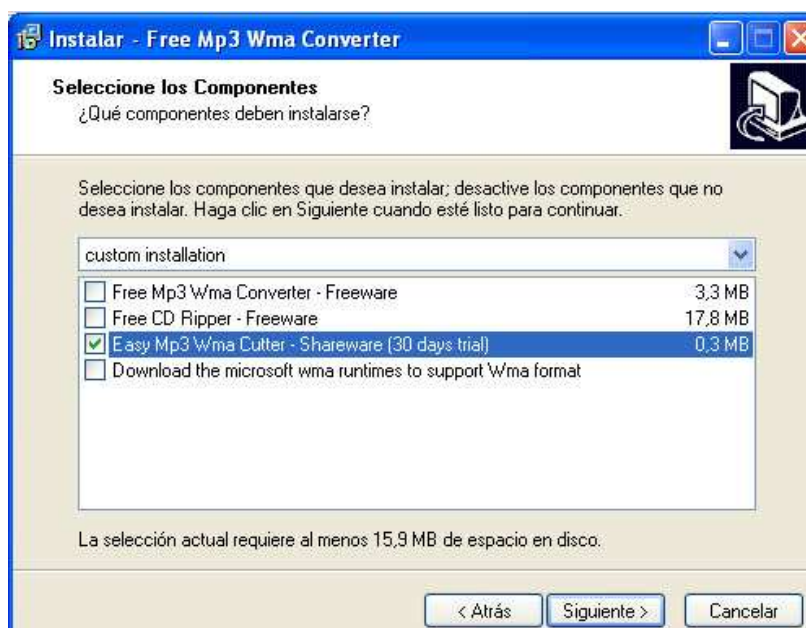 Instalar - Free Mp3 Wma Converter
Seleccione los Componentes
¿Qué componentes deben instalarse?
Seleccione los componentes que desea instalar; desactive los componentes que no
desea instalar. Haga clic en Siguiente cuando esté listo para continuar.
custom installation
Free Mp3 Wma Converter - Freeware 3,3 MB
Free CD Ripper - Freeware 17,8 MB
Easy Mp3 Wma Cutter - Shareware (30 days trial) 0,3 MB
Download the microsoft wma runtimes to support Wma format
La selección actual requiere al menos 15,9 MB de espacio en disco.
< Atrás Siguiente > Cancelar